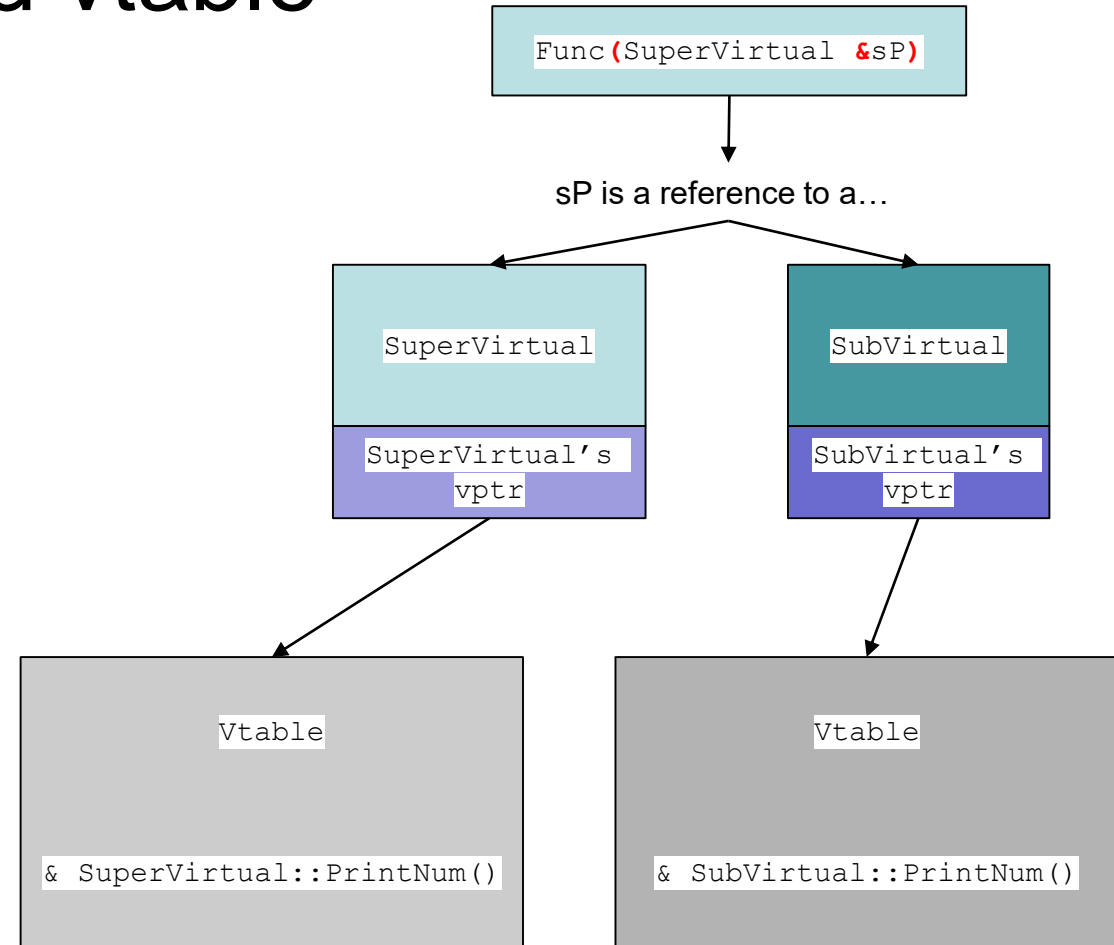 Func(SuperVirtual &sP)
sP is a reference to a…
SuperVirtual
SubVirtual
SuperVirtual’s
vptr
SubVirtual’s
vptr
Vtable
Vtable
& SuperVirtual::PrintNum()
& SubVirtual::PrintNum()